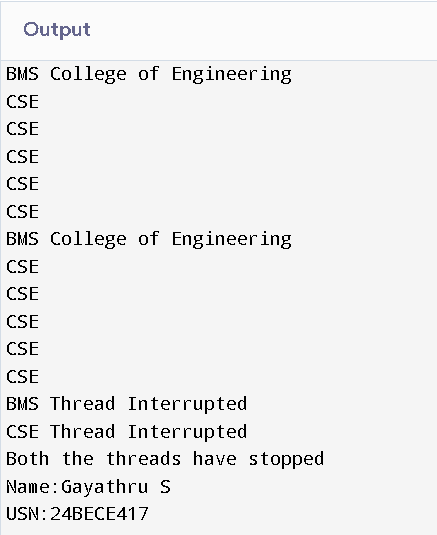 Output
BMS College of Engineering
CSE
CSE
CSE
CSE
CSE
BMS College of Engineering
CSE
CSE
CSE
CSE
CSE
BMS Thread Interrupted
CSE Thread Interrupted
Both the threads have stopped
Name:Gayathru S
USN:24BECE417